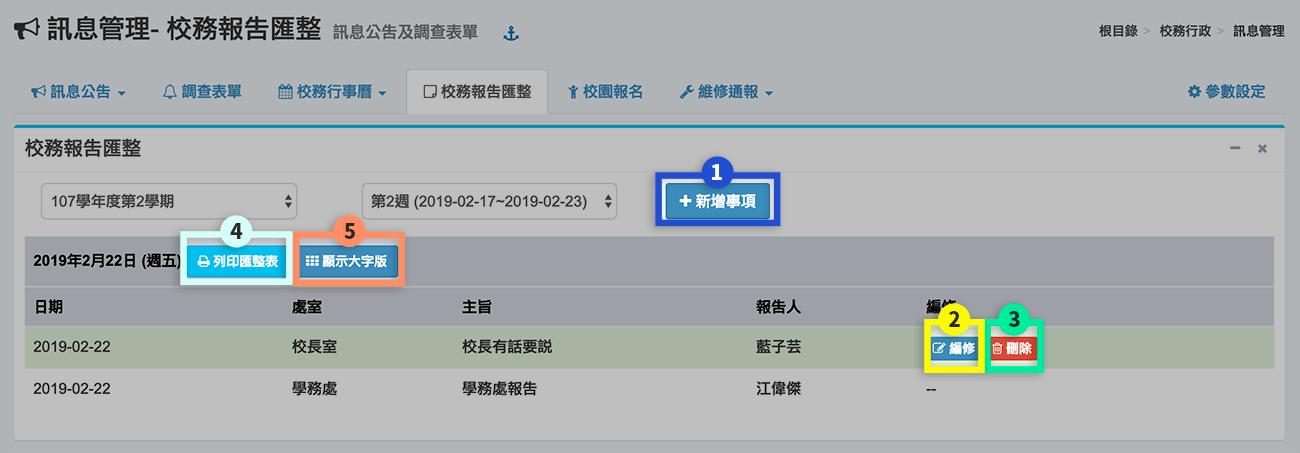 訊息管理- 校務報告匯整 訊息公告及調查表單
根目錄 > 校務行政 > 訊息管理
訊息公告 調查表單 校務行事曆 校務報告匯整 校園報名 維修通報 參數設定
校務報告匯整
1
107學年度第2學期 第2週 (2019-02-17~2019-02-23) 新增事項
4 5
2019年2月22日 (週五) 列印匯整表 顯示大字版
日期 處室 主旨 報告人 編修
2 3
2019-02-22 校長室 校長有話要説 藍子芸 編修 刪除
2019-02-22 學務處 學務處報告 江偉傑 --